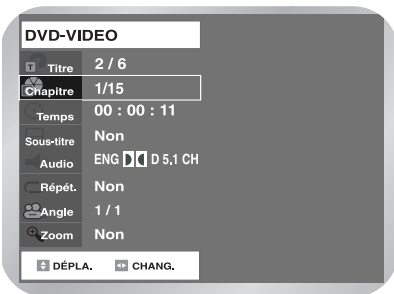 DVD-VIDEO
T Titre 2 / 6
Chapitre 1/15
Temps 00 : 00 : 11
Sous-titre Non
Audio ENG D 5.1 CH
Répét. Non
Angle 1 / 1
Zoom Non
DÉPLA. CHANG.